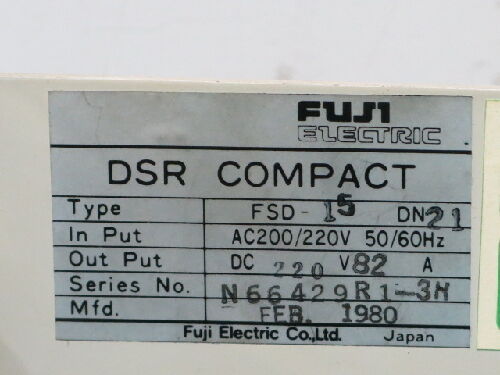 FUJI
ELECTRIC
DSR COMPACT
Type FSD-15 DN21
In Put AC200/220V 50/60Hz
Out Put DC 220 V82 A
Series No. N66429R1-3H
Mfd. FEB. 1980
Fuji Electric Co.,Ltd. Japan